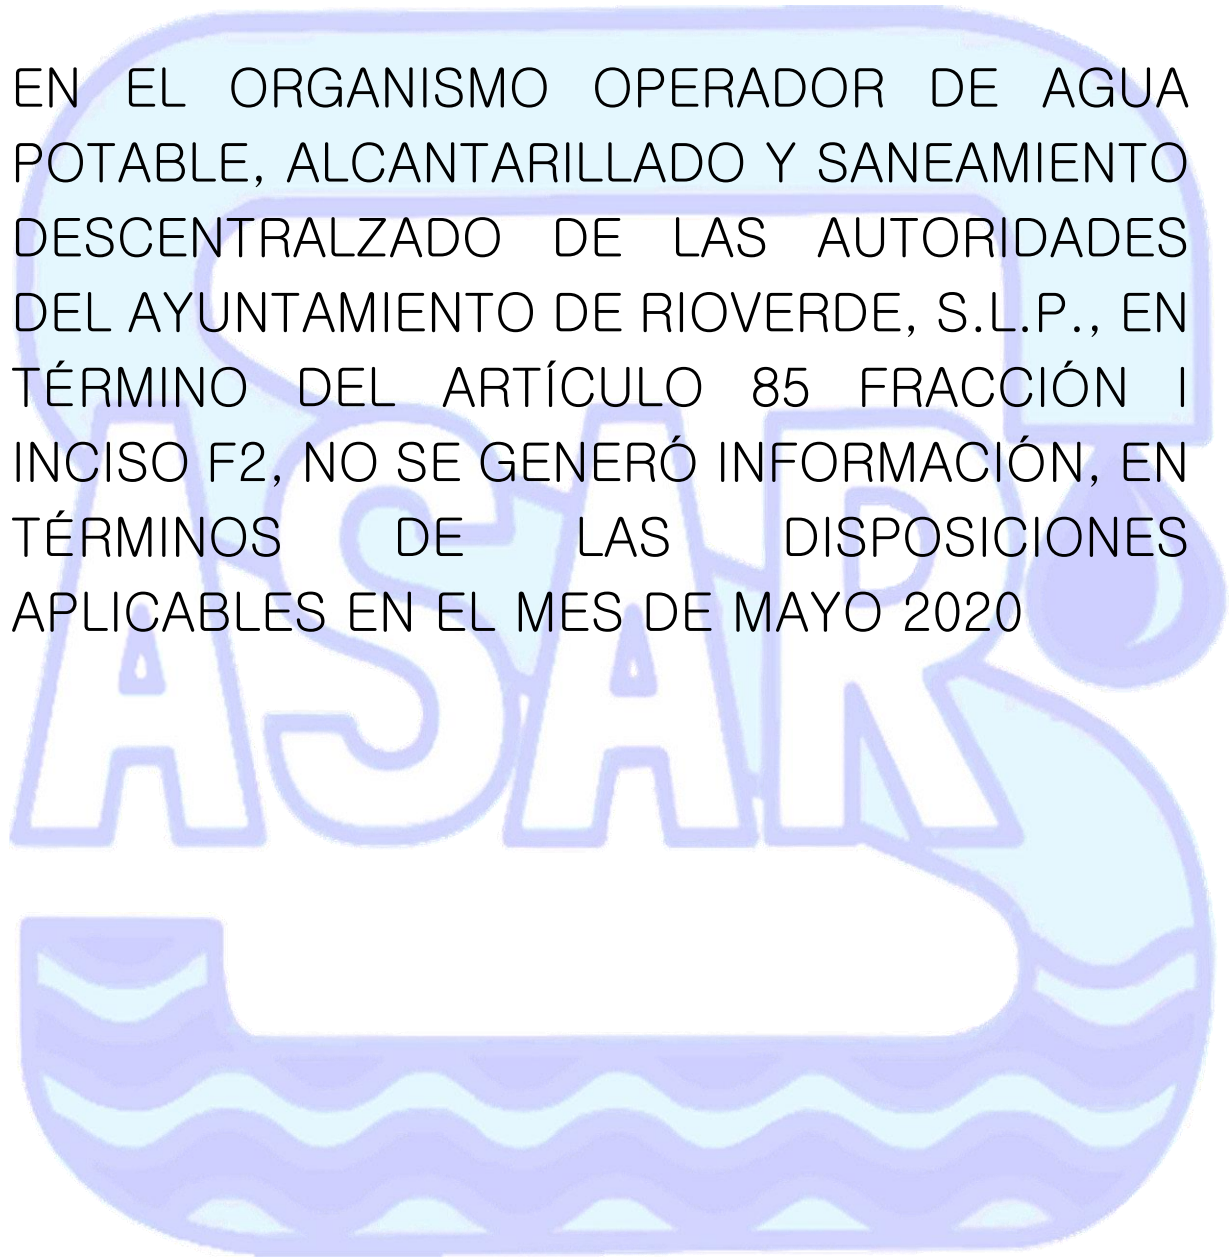 EN EL ORGANISMO OPERADOR DE AGUA
POTABLE, ALCANTARILLADO Y SANEAMIENTO
DESCENTRALZADO DE LAS AUTORIDADES
DEL AYUNTAMIENTO DE RIOVERDE, S.L.P., EN
TÉRMINO DEL ARTÍCULO 85 FRACCIÓN I
INCISO F2, NO SE GENERÓ INFORMACIÓN, EN
TÉRMINOS DE LAS DISPOSICIONES
APLICABLES EN EL MES DE MAYO 2020
ASAR